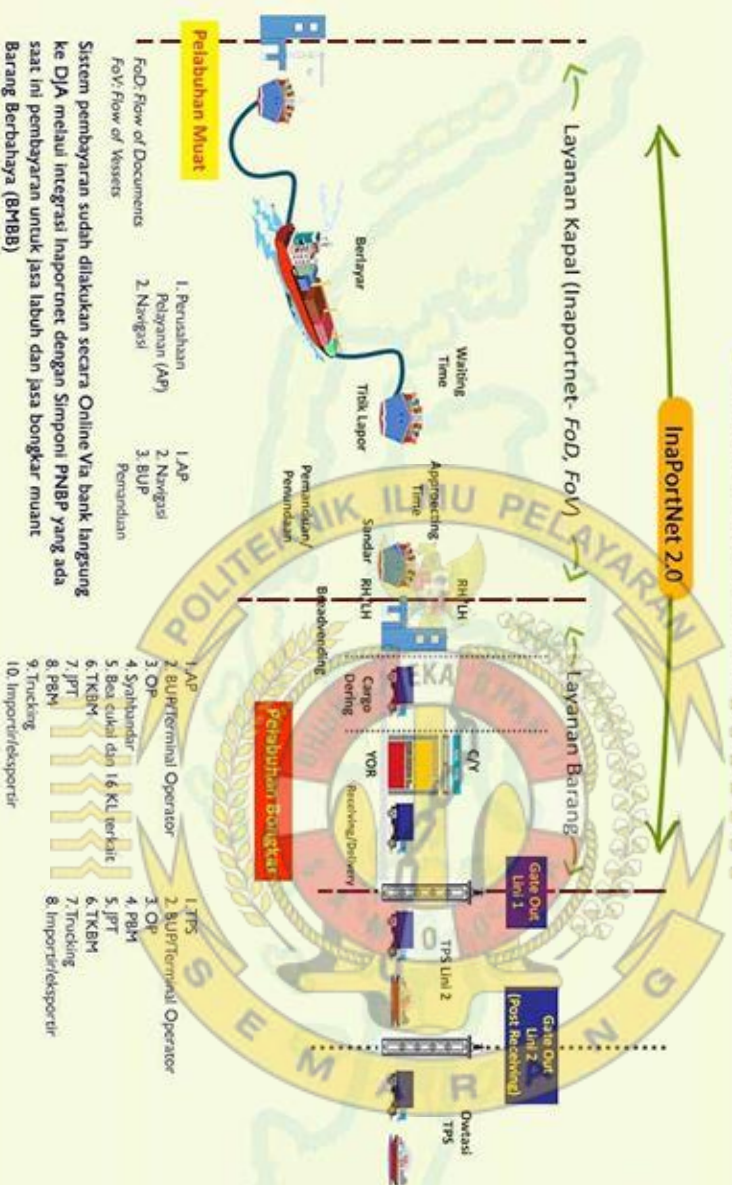 InaPortNet 2.0
Layanan Kapal (Inaportnet- FoD, FoV)
Layanan Barang
Gate Out
Lini 1
Gate Out
Lini 2
(Post Receiving)
Waiting
Time
Approecting
Time
RH*LH
C/Y
TPS Lini 2
Owtasi
TPS
Berlayar
Titik Lapor
Sandar
RH*LH
Cargo
Dering
YOR
Receiving/Delivery
Pemanduan/
Penundaan
Breadvending
Pelabuhan Muat
Pelabuhan Bongkar
FoD: Flow of Documents
FoV: Flow of Vessets
1. Perusahaan
Pelayanan (AP)
2. Navigasi
1.AP
2. Navigasi
3. BUP
Pemanduan
1.AP
2. BUP/Terminal Operator
3. OP
4. Syahbandar
5. Bea cukai dan 16 KL terkait
6. TKBM
7. JPT
8. PBM
9. Trucking
10. Importir/eksportir
1.TPS
2. BUP/Terminal Operator
3. OP
4. PBM
5. JPT
6. TKBM
7. Trucking
8. Importir/eksportir
Sistem pembayaran sudah dilakukan secara Online Via bank langsung
ke DJA melaui integrasi Inaportnet dengan Simponi PNBP yang ada
saat ini pembayaran untuk jasa labuh dan jasa bongkar muant
Barang Berbahaya (BMBB)
POLITEKNIK ILMU PELAYARAN
SEMARANG